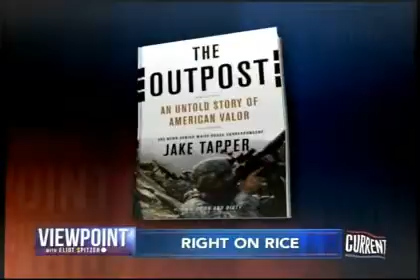 THE
OUTPOST
AN UNTOLD STORY OF
AMERICAN VALOR
JAKE TAPPER
VIEWPOINT
WITH ELIOT SPITZER
RIGHT ON RICE
CURRENT